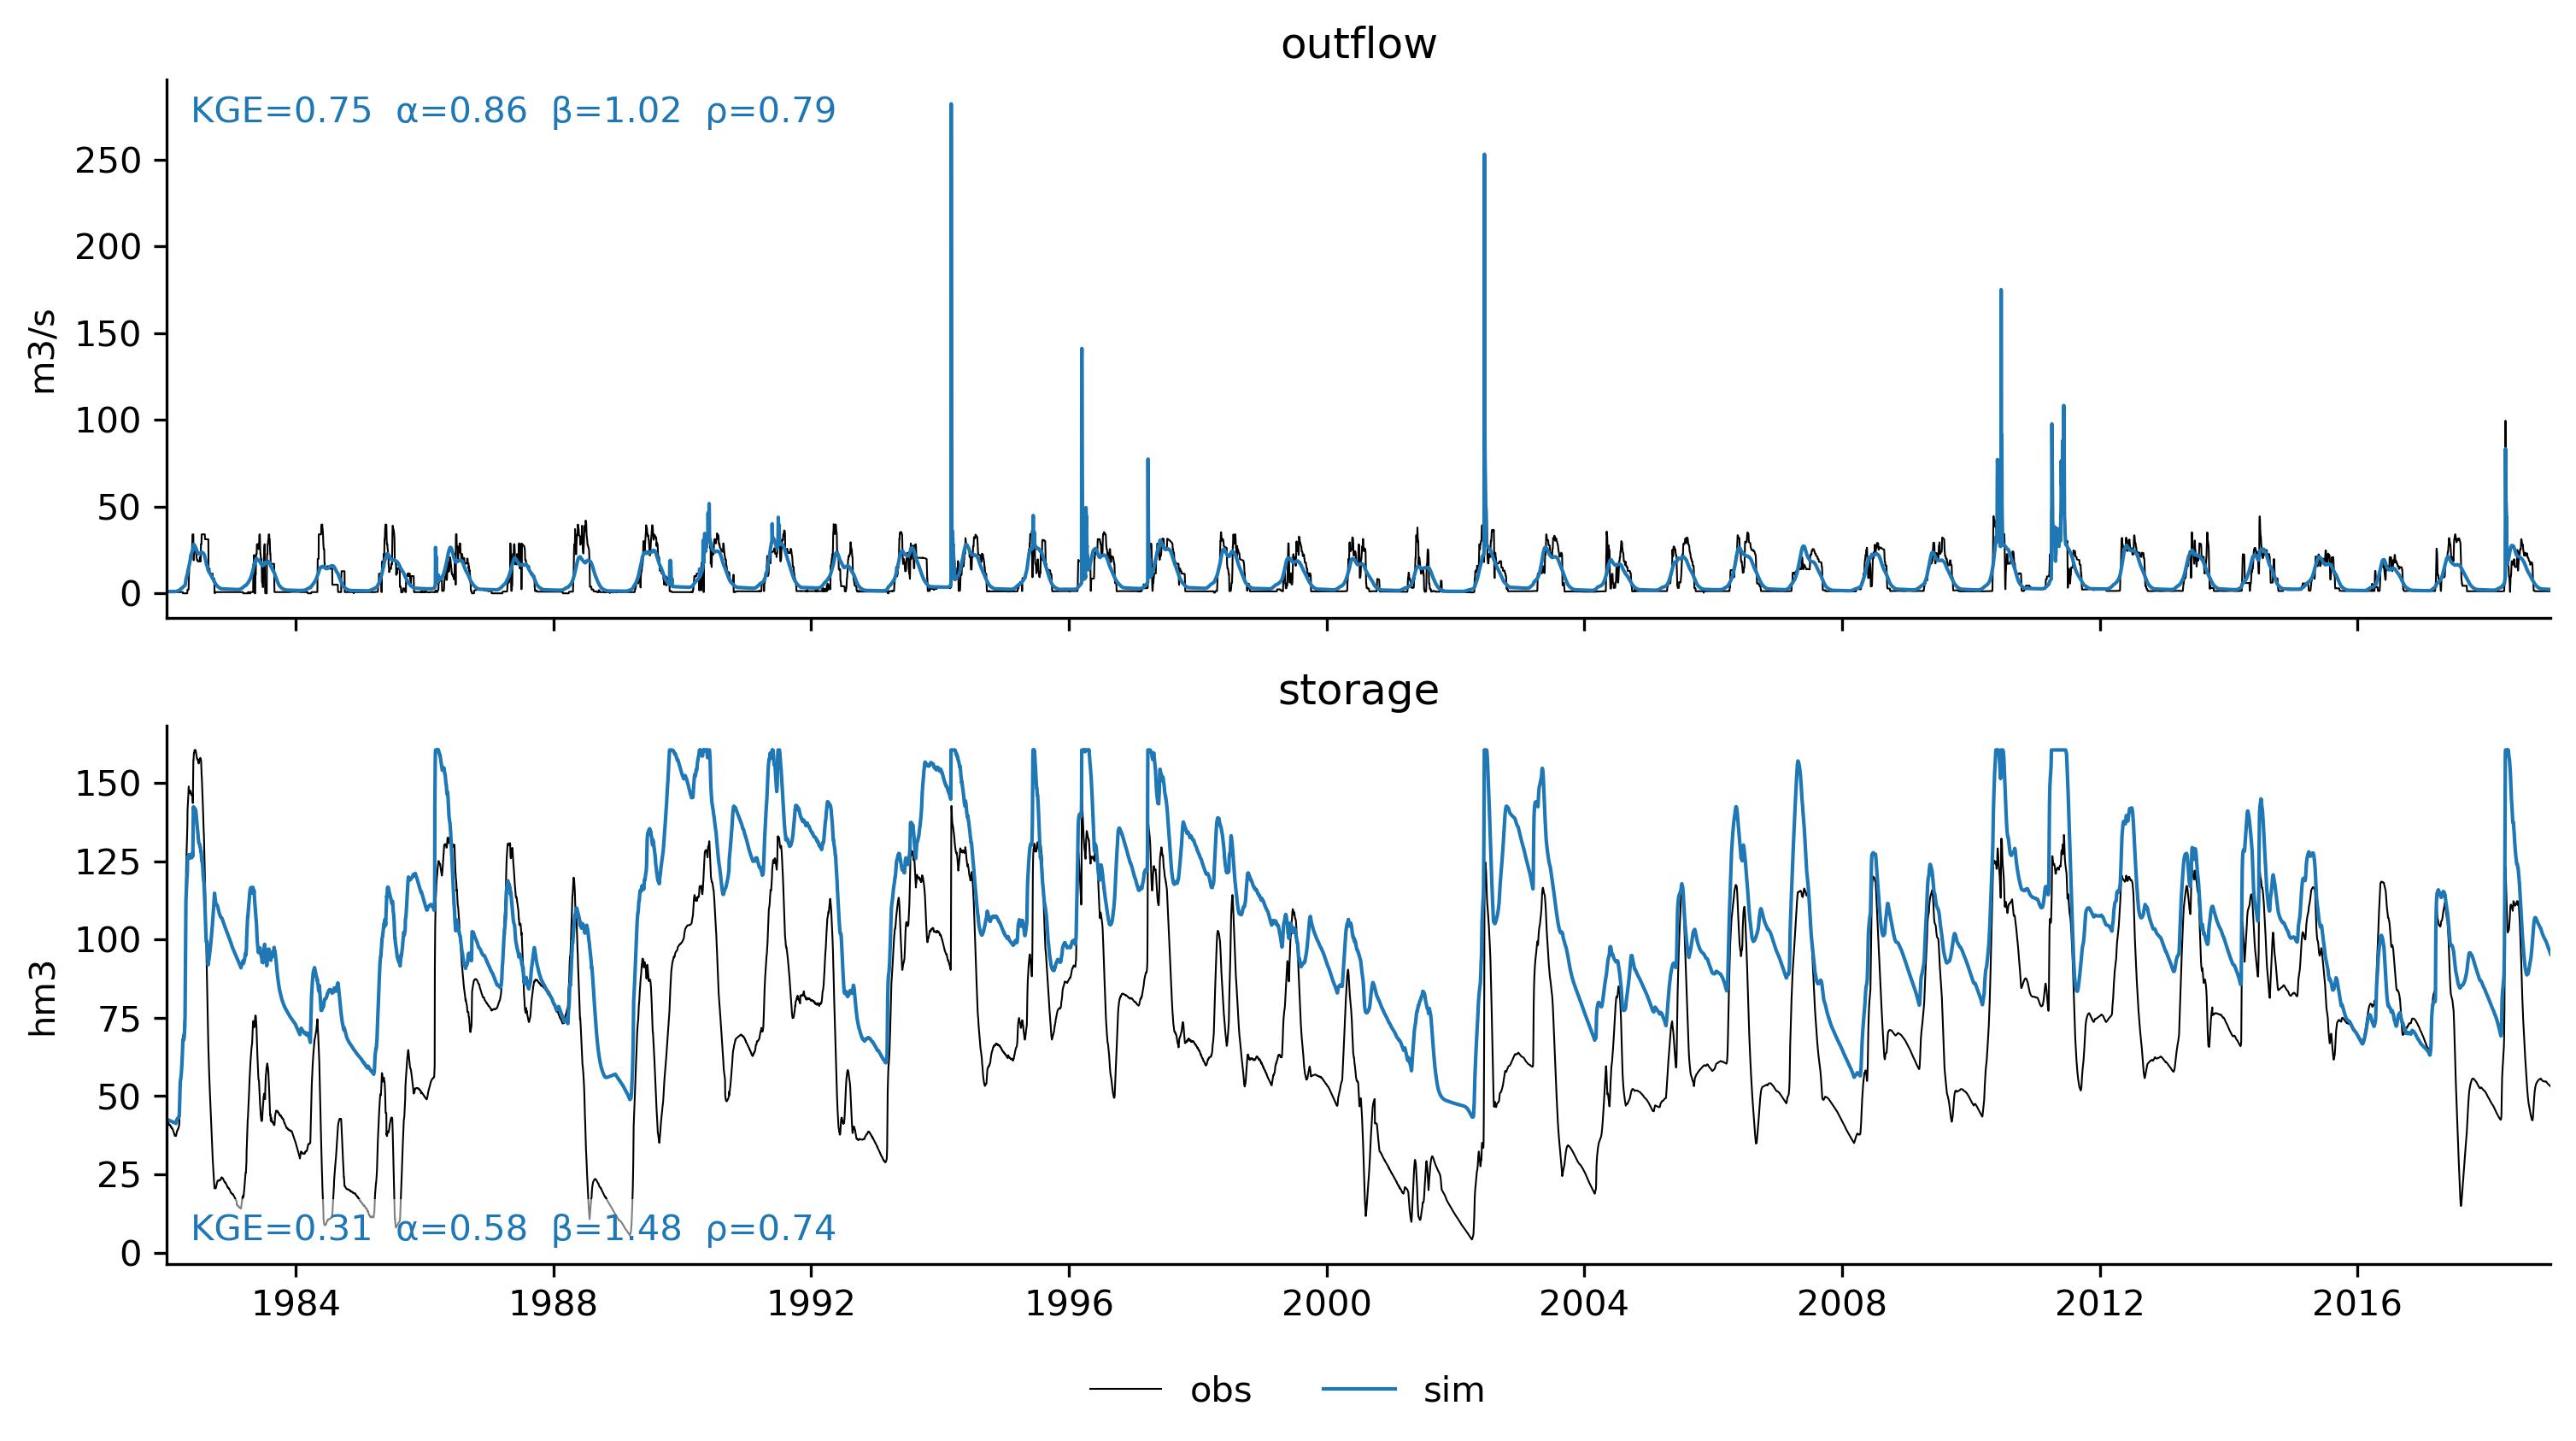 outflow
KGE=0.75 α=0.86 β=1.02 ρ=0.79
m3/s
250
200
150
100
50
0
storage
hm3
150
125
100
75
50
25
0
KGE=0.31 α=0.58 β=1.48 ρ=0.74
1984 1988 1992 1996 2000 2004 2008 2012 2016
obs sim